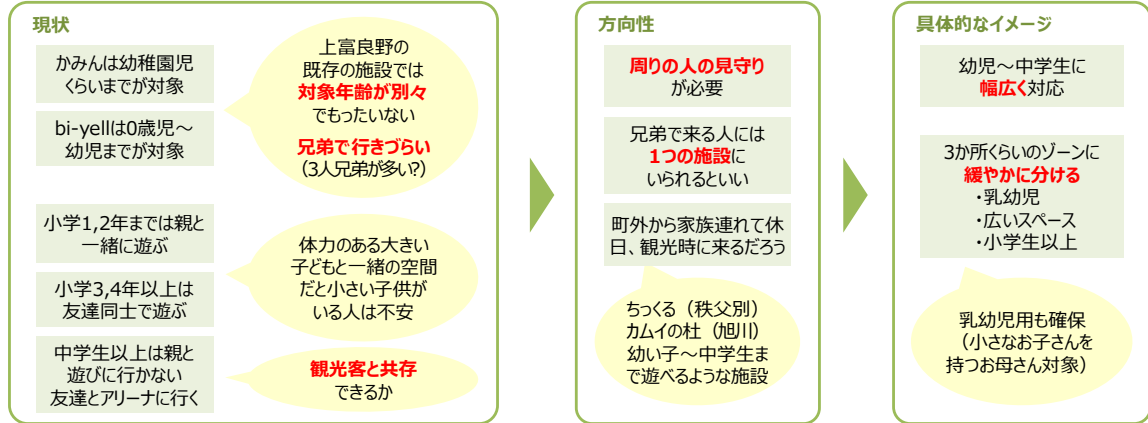 現状
かみんは幼稚園児
くらいまでが対象
bi-yellは0歳児～
幼児までが対象
上富良野の
既存の施設では
対象年齢が別々
でもったいない
兄弟で行きづらい
（3人兄弟が多い？）
小学1,2年までは親と
一緒に遊ぶ
小学3,4年以上は
友達同士で遊ぶ
中学生以上は親と
遊びに行かない
友達とアリーナに行く
体力のある大きい
子どもと一緒の空間
だと小さい子供が
いる人は不安
観光客と共存
できるか
方向性
周りの人の見守り
が必要
兄弟で来る人には
1つの施設に
いられるといい
町外から家族連れて休
日、観光時に来るだろう
ちっくる（秩父別）
カムイの杜（旭川）
幼い子～中学生ま
で遊べるような施設
具体的なイメージ
幼児～中学生に
幅広く対応
3か所くらいのゾーンに
緩やかに分ける
・乳幼児
・広いスペース
・小学生以上
乳幼児用も確保
（小さなお子さんを
持つお母さん対象）